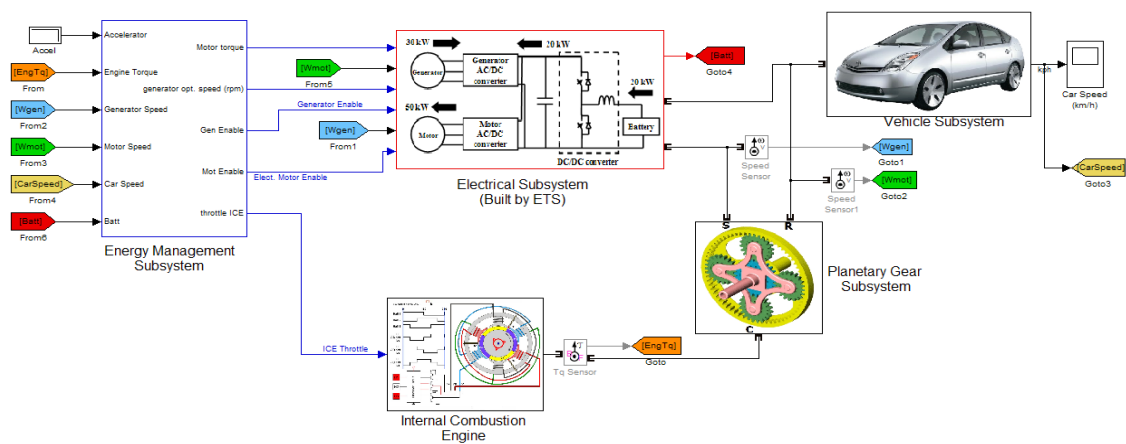 Accel
[EngTq]
From
[Wgen]
From2
[Wmot]
From3
[CarSpeed]
From4
[Batt]
From6
Accelerator
Engine Torque
Generator Speed
Motor Speed
Car Speed
Batt
Motor torque
generator opt. speed (rpm)
Gen Enable
Mot Enable
throttle ICE
Energy Management
Subsystem
[Wmot]
From5
Generator Enable
[Wgen]
From1
Elect. Motor Enable
30 kW
20 kW
Generator
Generator
AC/DC
converter
20 kW
50 kW
Motor
Motor
AC/DC
converter
Battery
DC/DC converter
Electrical Subsystem
(Built by ETS)
[Batt]
Goto4
Vehicle Subsystem
kph
Car Speed
(km/h)
[Wgen]
Goto1
Speed
Sensor
[Wmot]
Goto2
Speed
Sensor1
[CarSpeed]
Goto3
S
R
C
Planetary Gear
Subsystem
ICE Throttle
Internal Combustion
Engine
Tq Sensor
[EngTq]
Goto